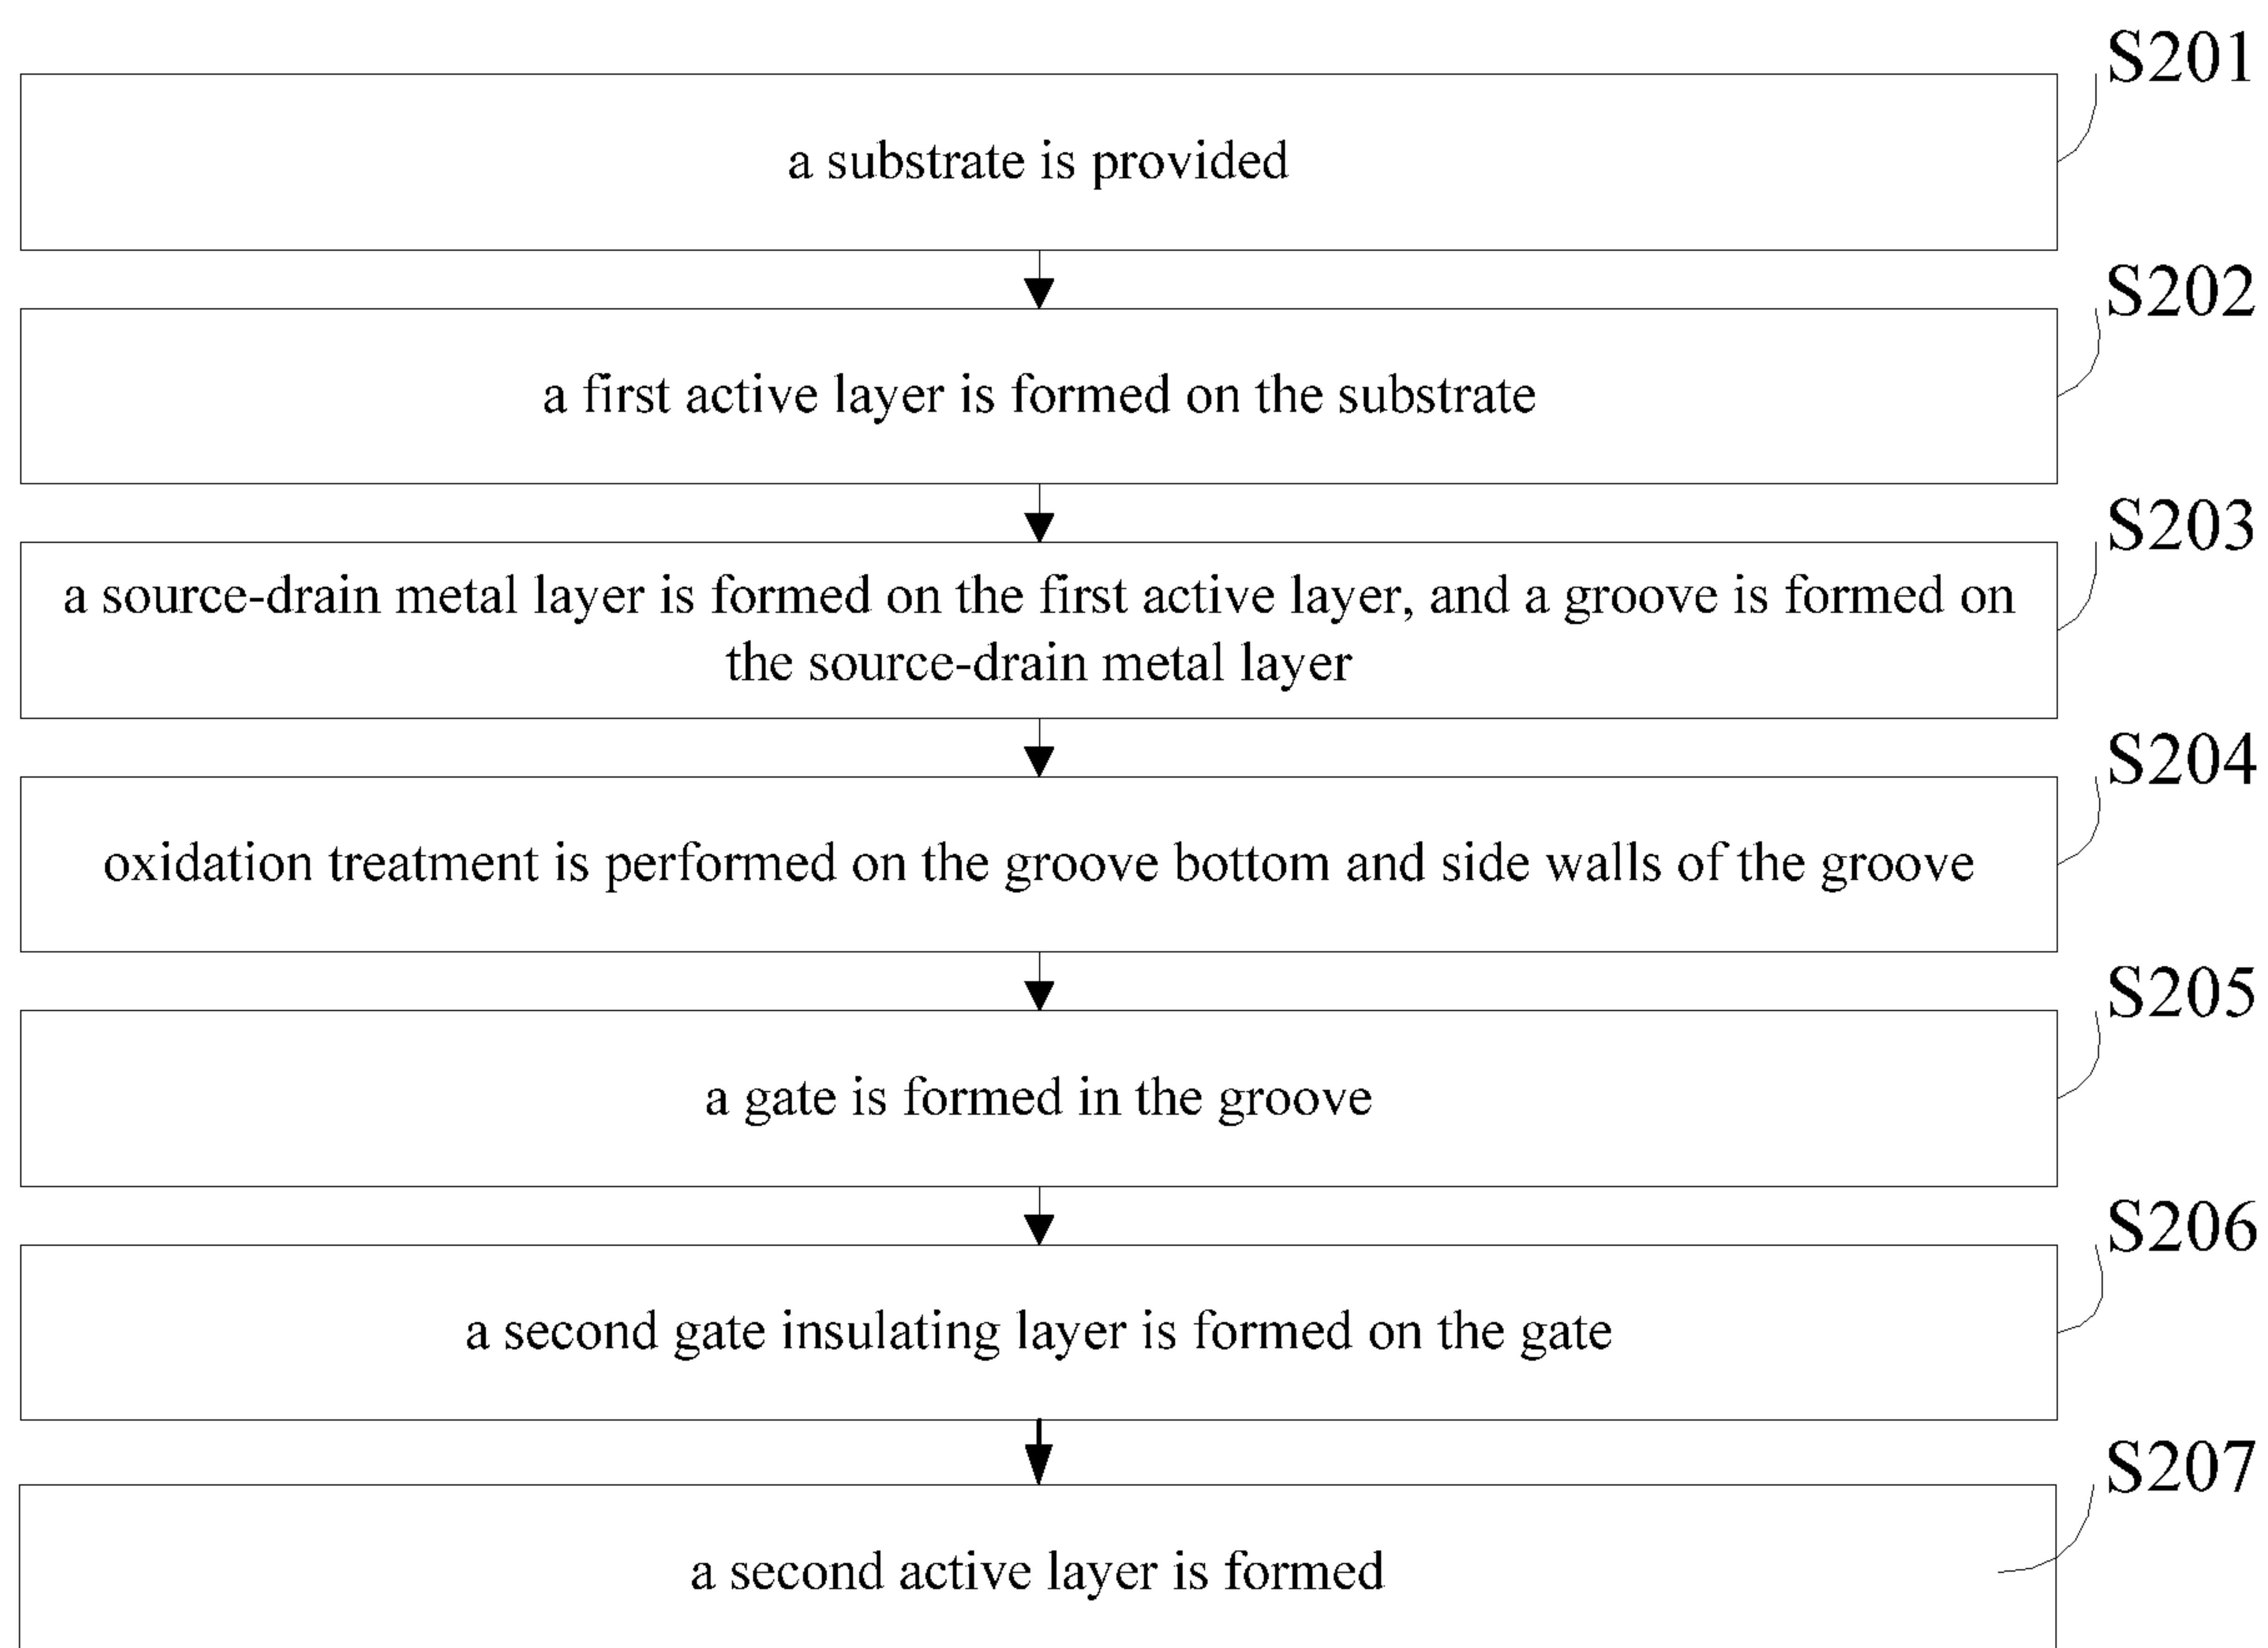 S201
a substrate is provided
S202
a first active layer is formed on the substrate
S203
a source-drain metal layer is formed on the first active layer, and a groove is formed on
the source-drain metal layer
S204
oxidation treatment is performed on the groove bottom and side walls of the groove
S205
a gate is formed in the groove
S206
a second gate insulating layer is formed on the gate
S207
a second active layer is formed